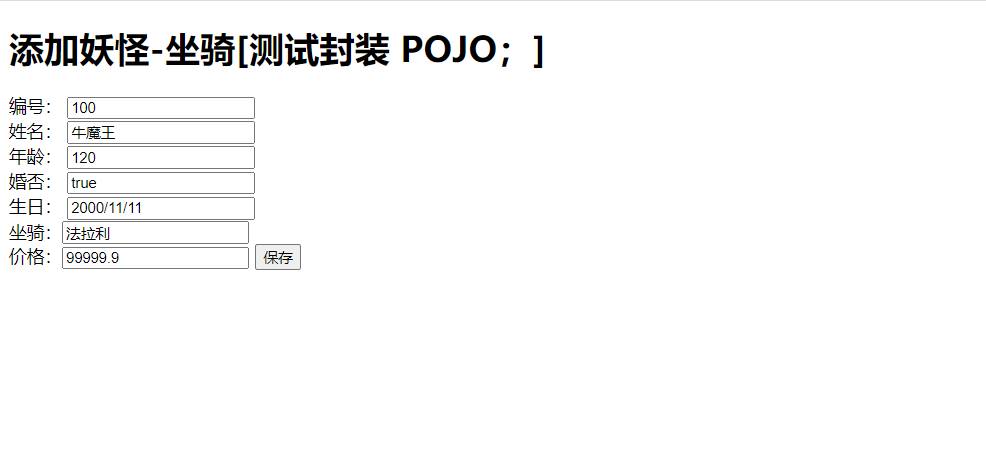 添加妖怪-坐骑[测试封装 POJO；]
编号： 100
姓名： 牛魔王
年龄： 120
婚否： true
生日： 2000/11/11
坐骑：法拉利
价格：99999.9 保存